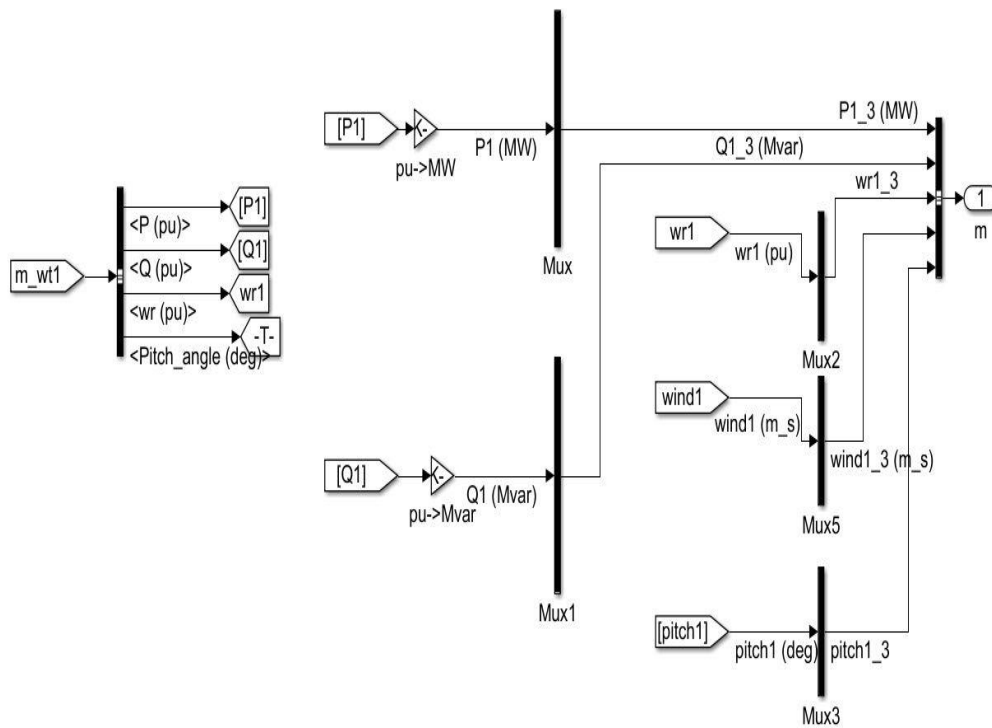 m_wt1
<P (pu)>
[P1]
<Q (pu)>
[Q1]
<wr (pu)>
wr1
<Pitch_angle (deg)>
-T-
[P1]
pu->MW
P1 (MW)
Mux
[Q1]
pu->Mvar
Q1 (Mvar)
Mux1
P1_3 (MW)
Q1_3 (Mvar)
wr1_3
wr1
wr1 (pu)
Mux2
wind1
wind1 (m_s)
wind1_3 (m_s)
Mux5
[pitch1]
pitch1 (deg)
pitch1_3
Mux3
1
m